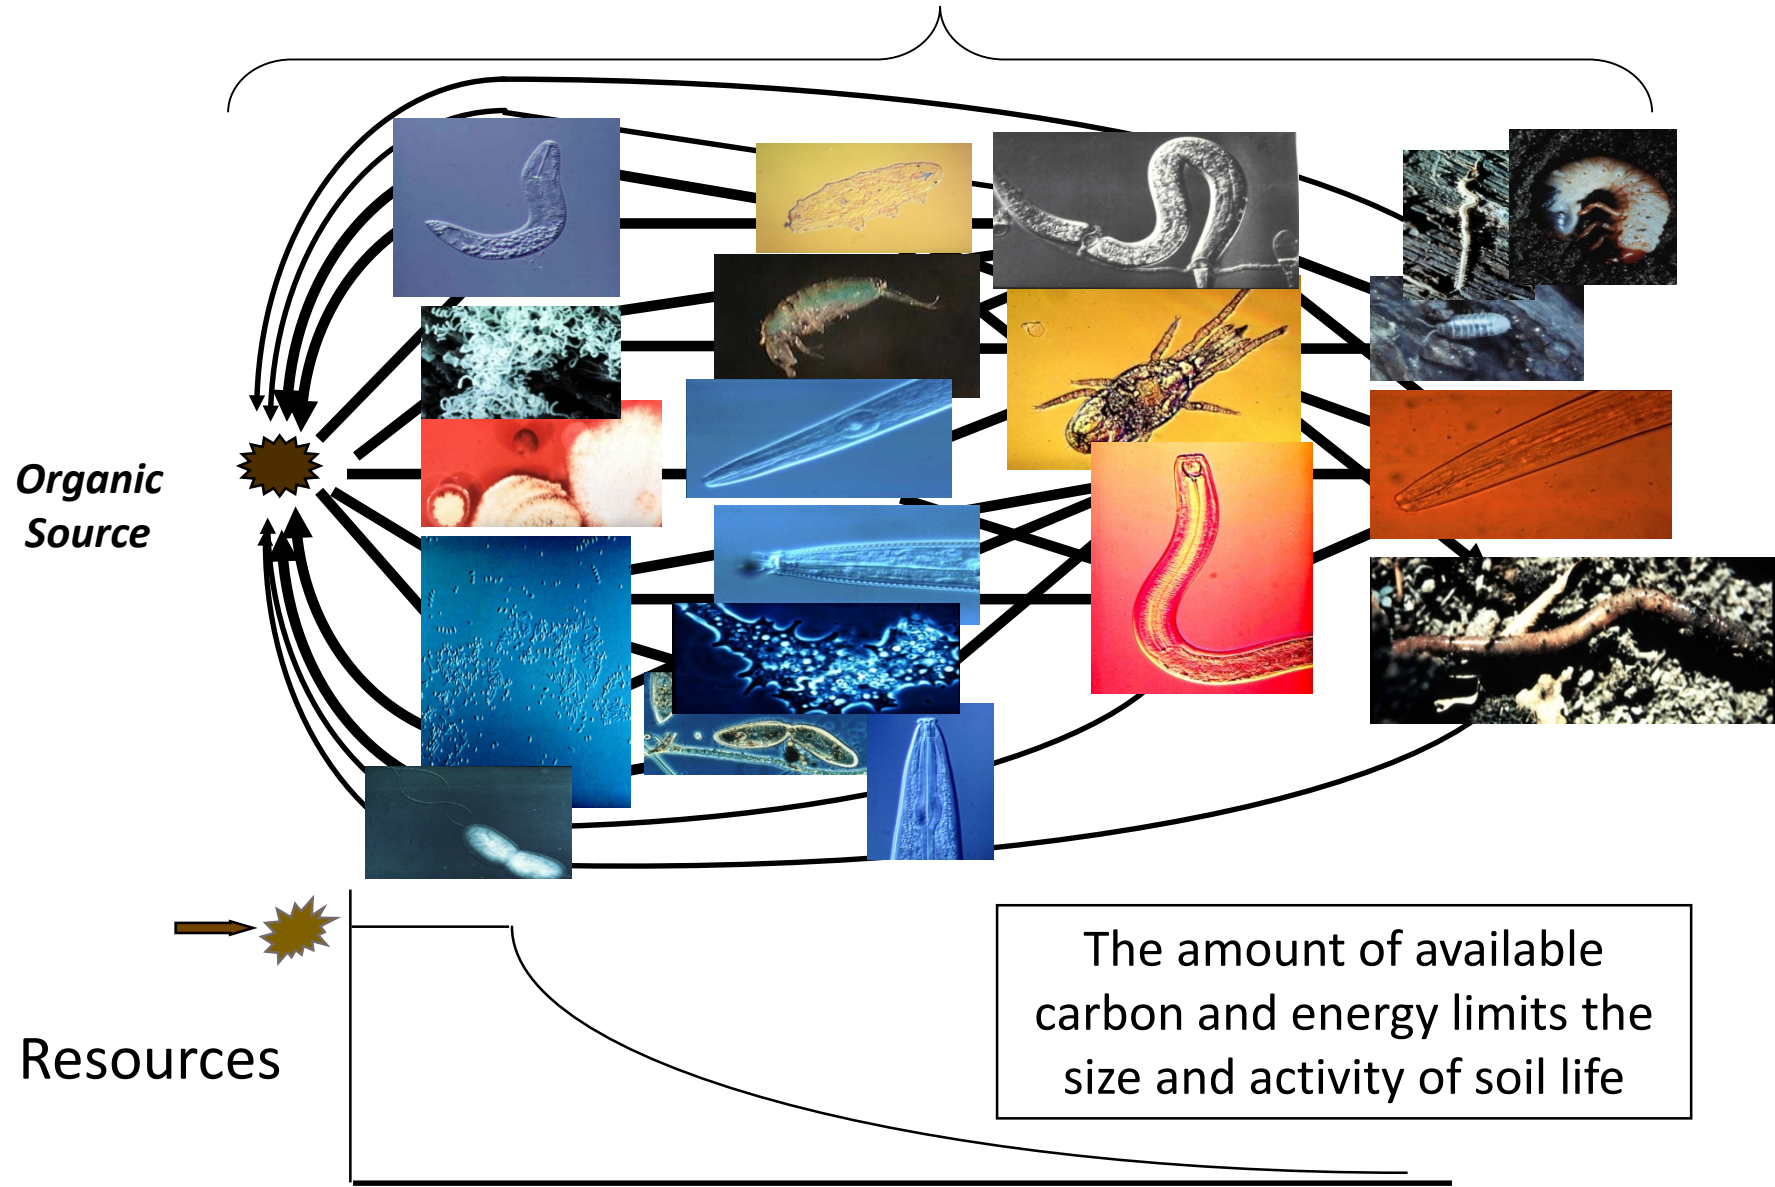 Organic
Source
Resources
The amount of available
carbon and energy limits the
size and activity of soil life